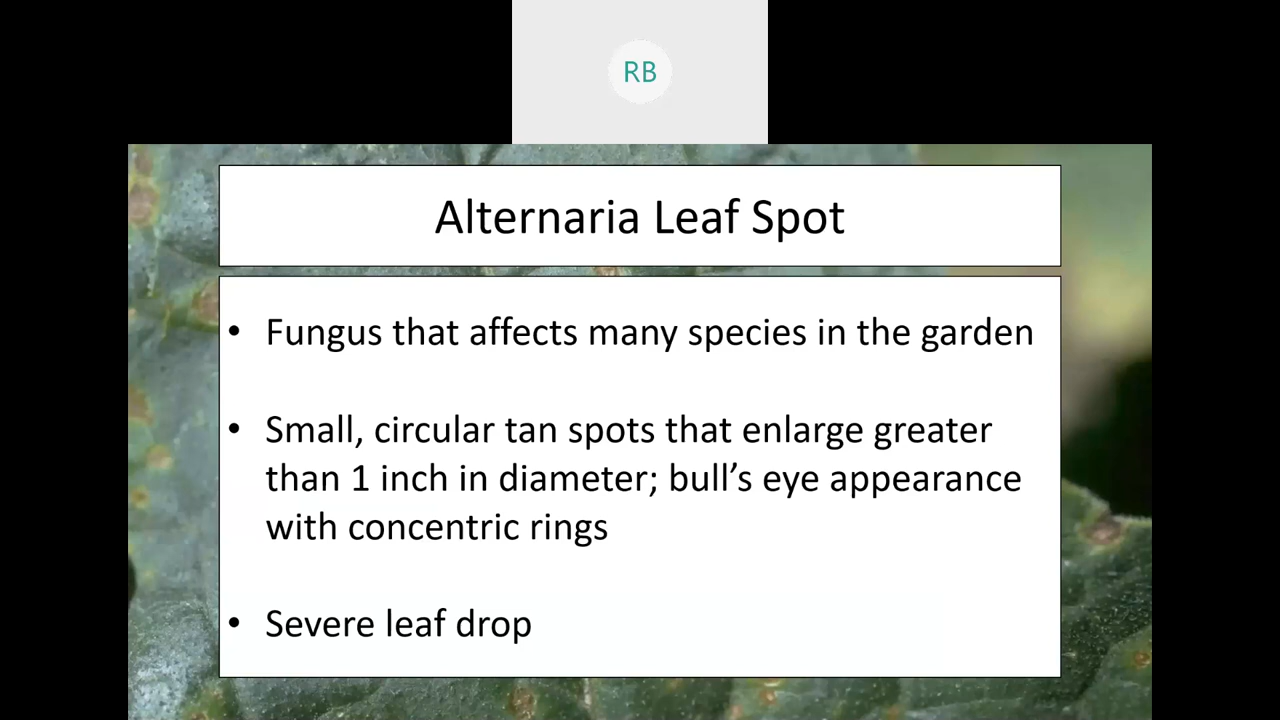 RB
Alternaria Leaf Spot
• Fungus that affects many species in the garden
• Small, circular tan spots that enlarge greater
than 1 inch in diameter; bull’s eye appearance
with concentric rings
• Severe leaf drop